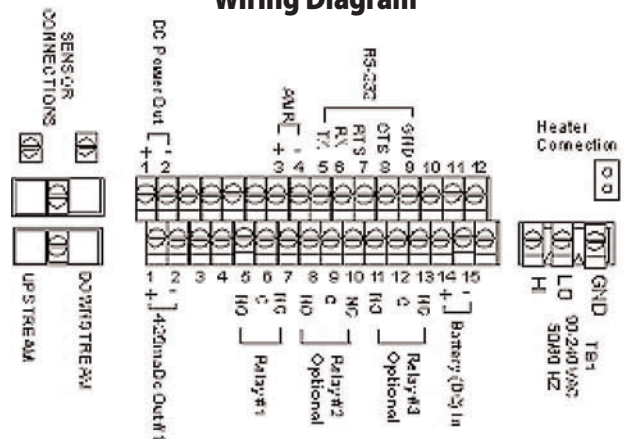 Wiring Diagram
SENSOR
CONNECTIONS
DC Power Out
+ -
1 2
RS-232
+ - TX RX RTS CTS GND
3 4 5 6 7 8 9 10 11 12
Heater
Connection
UPSTREAM
DOWNSTREAM
1 2 3 4 5 6 7 8 9 10 11 12 13 14 15
+ -
4-20maDc Out#1
NO C
Relay#1
NO C NC
Relay#2
Optional
NO C
Relay#3
Optional
+ -
Battery (DC) In
HI LO GND
TB1
90-240 VAC
50/60 HZ